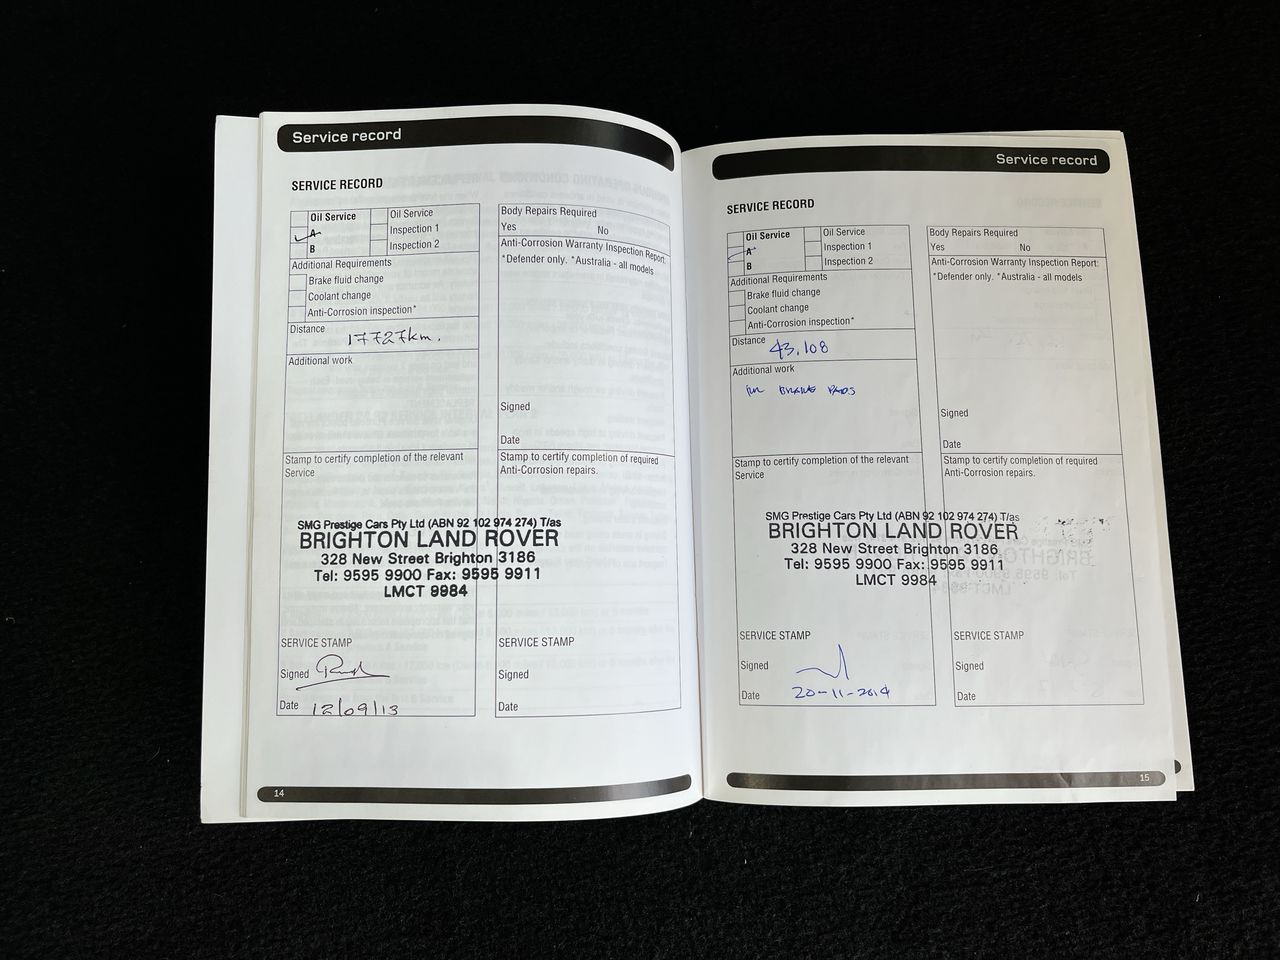 Service record
SERVICE RECORD
Oil Service
A
B
Oil Service
Inspection 1
Inspection 2
Additional Requirements
Brake fluid change
Coolant change
Anti-Corrosion inspection*
Distance 17727km.
Additional work
Stamp to certify completion of the relevant
Service
SMG Prestige Cars Pty Ltd (ABN 92 102 974 274) T/as
BRIGHTON LAND ROVER
328 New Street Brighton 3186
Tel: 9595 9900 Fax: 9595 9911
LMCT 9984
SERVICE STAMP
Signed
Date 12/09/13
Body Repairs Required
Yes No
Anti-Corrosion Warranty Inspection Report:
*Defender only. *Australia - all models
Signed
Date
Stamp to certify completion of required
Anti-Corrosion repairs.
SERVICE STAMP
Signed
Date
14
Service record
SERVICE RECORD
Oil Service
A
B
Oil Service
Inspection 1
Inspection 2
Additional Requirements
Brake fluid change
Coolant change
Anti-Corrosion inspection*
Distance 43,108
Additional work
BRAKE PADS
Stamp to certify completion of the relevant
Service
SMG Prestige Cars Pty Ltd (ABN 92 102 974 274) T/as
BRIGHTON LAND ROVER
328 New Street Brighton 3186
Tel: 9595 9900 Fax: 9595 9911
LMCT 9984
SERVICE STAMP
Signed
Date 20-11-2014
Body Repairs Required
Yes No
Anti-Corrosion Warranty Inspection Report:
*Defender only. *Australia - all models
Signed
Date
Stamp to certify completion of required
Anti-Corrosion repairs.
SERVICE STAMP
Signed
Date
15